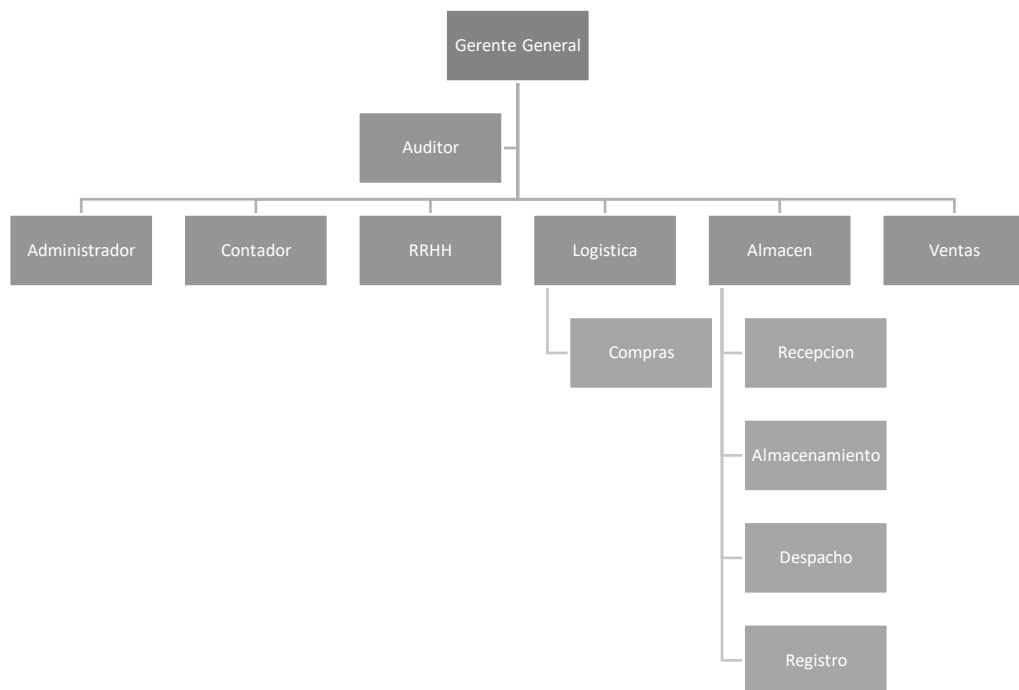 Gerente General
Auditor
Administrador
Contador
RRHH
Logistica
Almacen
Ventas
Compras
Recepcion
Almacenamiento
Despacho
Registro